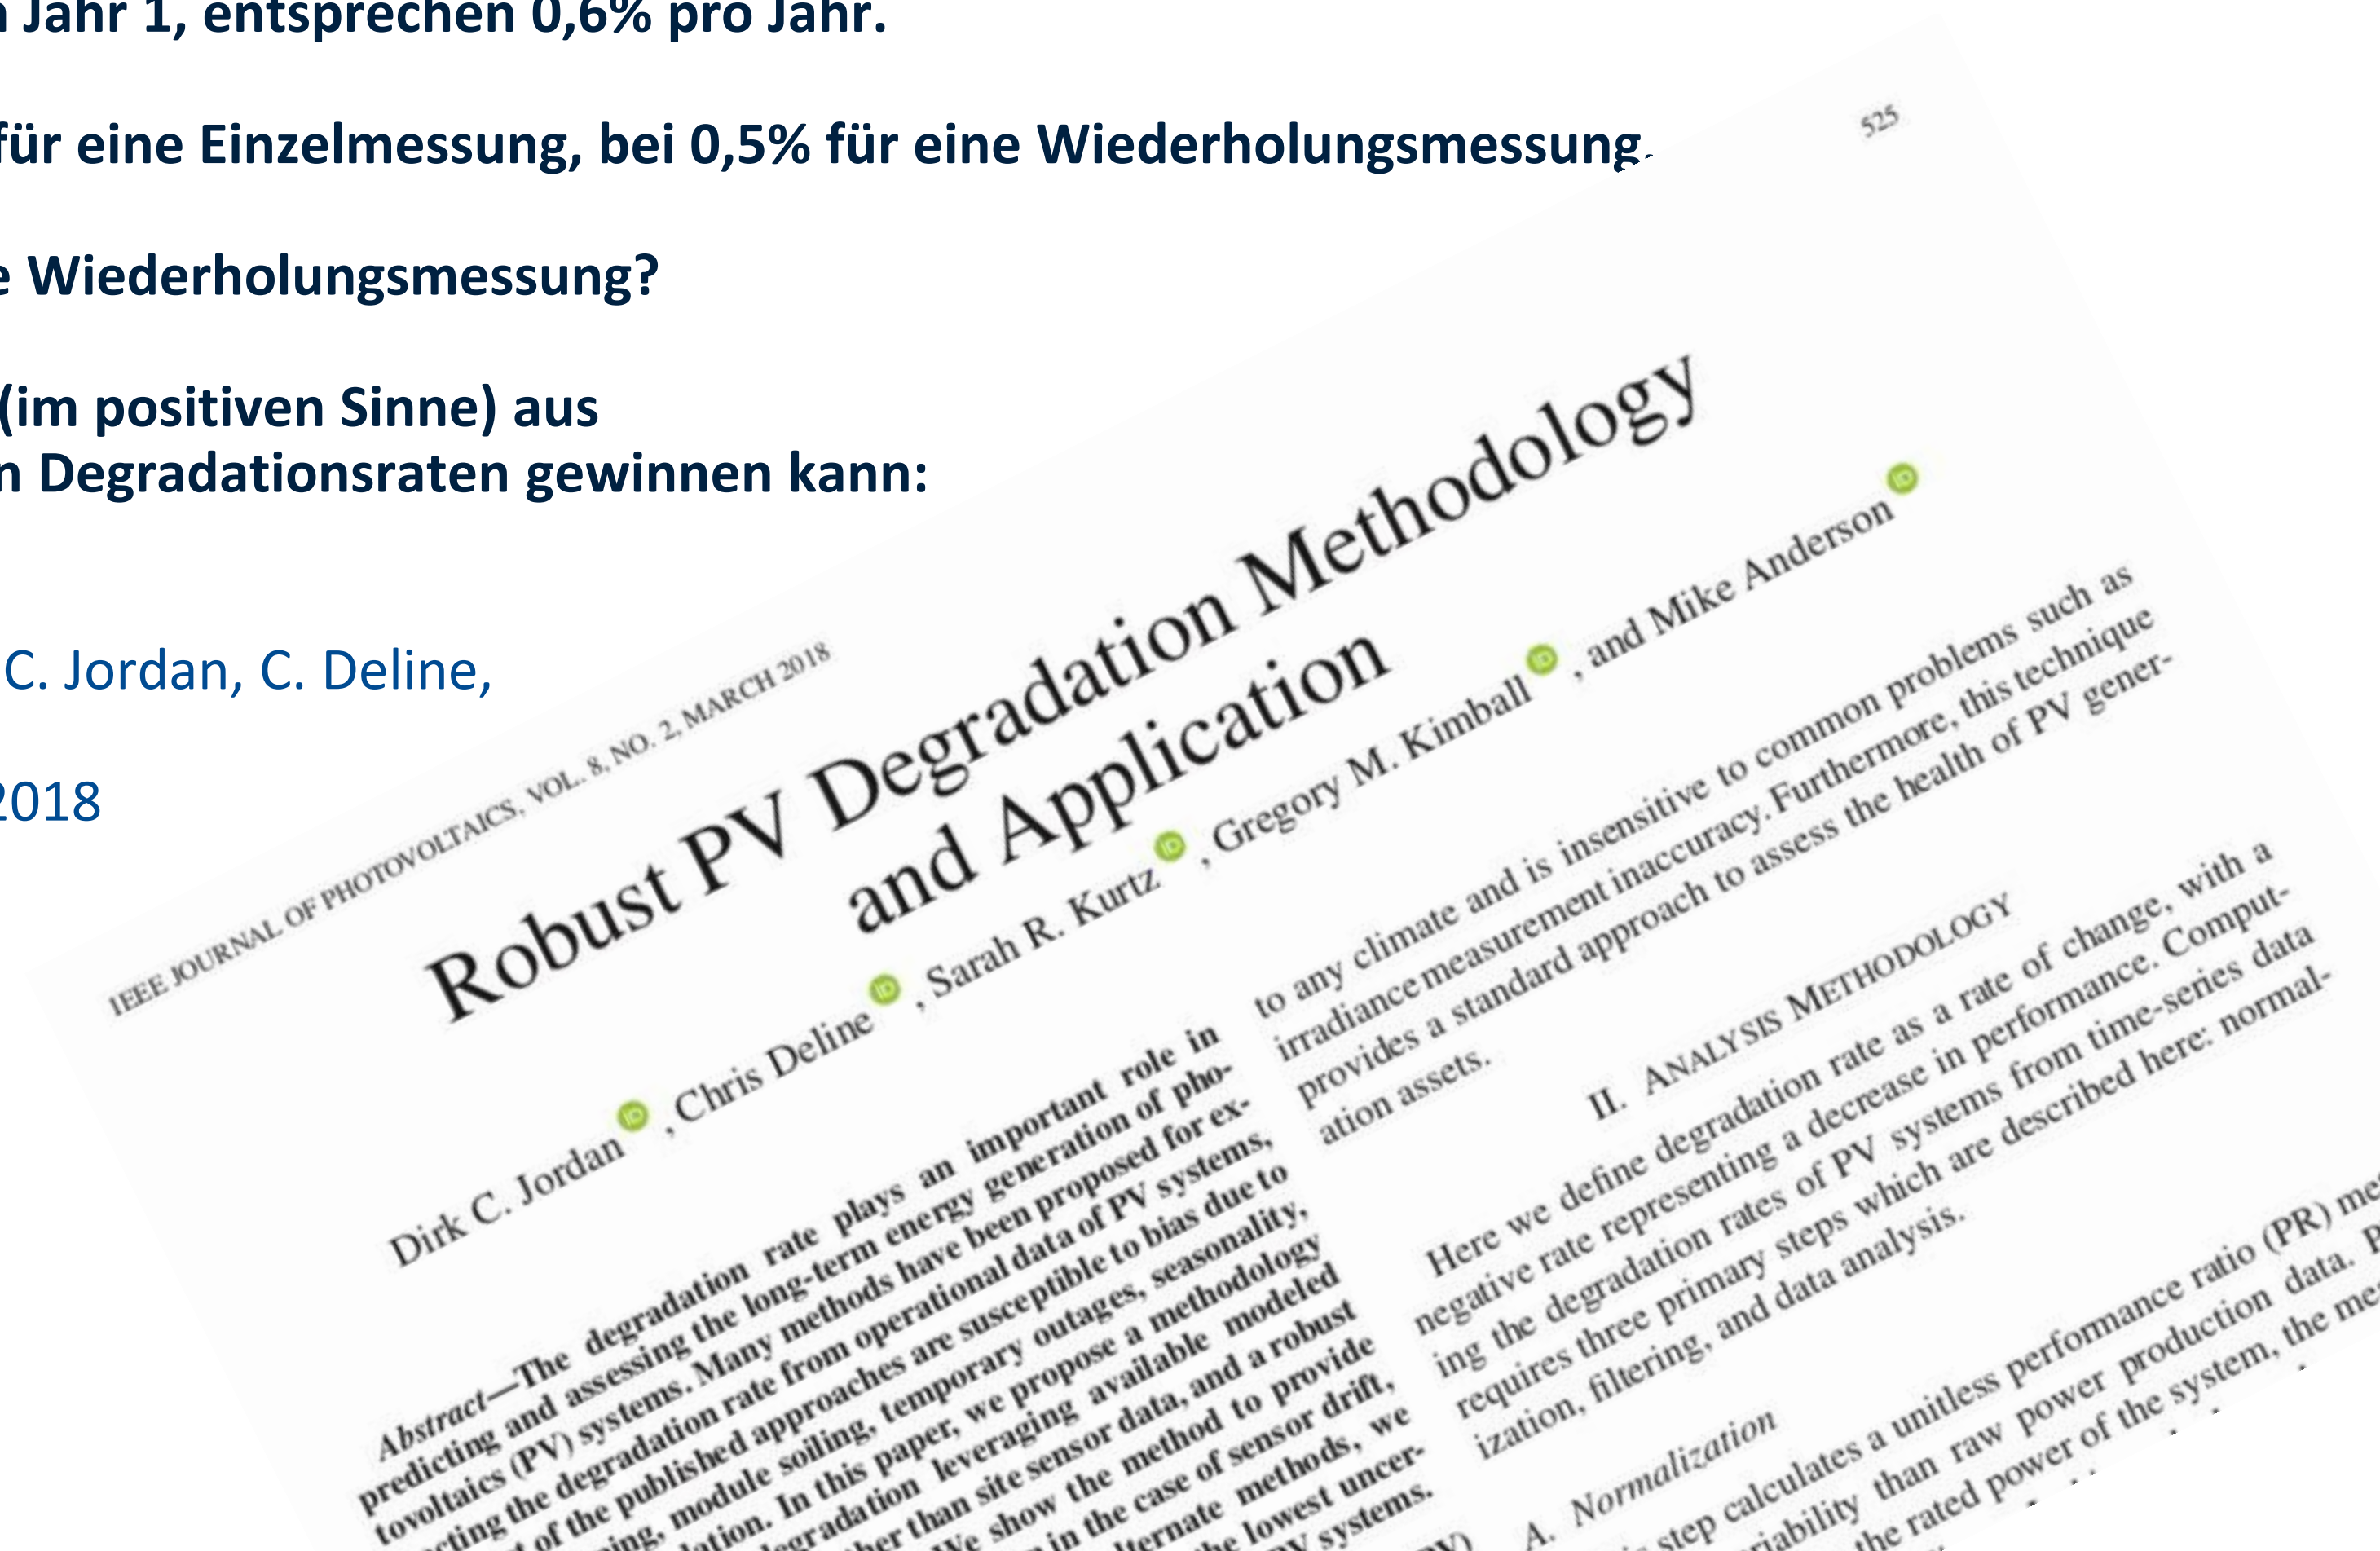 Jahr 1, entsprechen 0,6% pro Jahr.
für eine Einzelmessung, bei 0,5% für eine Wiederholungsmessung.
Wiederholungsmessung?
(im positiven Sinne) aus
Degradationsraten gewinnen kann:
C. Jordan, C. Deline,
2018
525
IEEE JOURNAL OF PHOTOVOLTAICS, VOL. 8, NO. 2, MARCH 2018
Robust PV Degradation Methodology
and Application
Dirk C. Jordan, Chris Deline, Sarah R. Kurtz, Gregory M. Kimball, and Mike Anderson
Abstract—The degradation rate plays an important role in
predicting and assessing the long-term energy generation of pho-
tovoltaics (PV) systems. Many methods have been proposed for ex-
the degradation rate from operational data of PV systems,
of the published approaches are susceptible to bias due to
module soiling, temporary outages, seasonality,
In this paper, we propose a methodology
leveraging available modeled
than site sensor data, and a robust
We show the method to provide
in the case of sensor drift,
methods, we
lowest uncer-
systems.
to any climate and is insensitive to common problems such as
irradiance measurement inaccuracy. Furthermore, this technique
provides a standard approach to assess the health of PV gener-
ation assets.
II. ANALYSIS METHODOLOGY
Here we define degradation rate as a rate of change, with a
negative rate representing a decrease in performance. Comput-
ing the degradation rates of PV systems from time-series data
requires three primary steps which are described here: normal-
ization, filtering, and data analysis.
A. Normalization
step calculates a unitless performance ratio (PR)
than raw power production data.
the rated power of the system, the